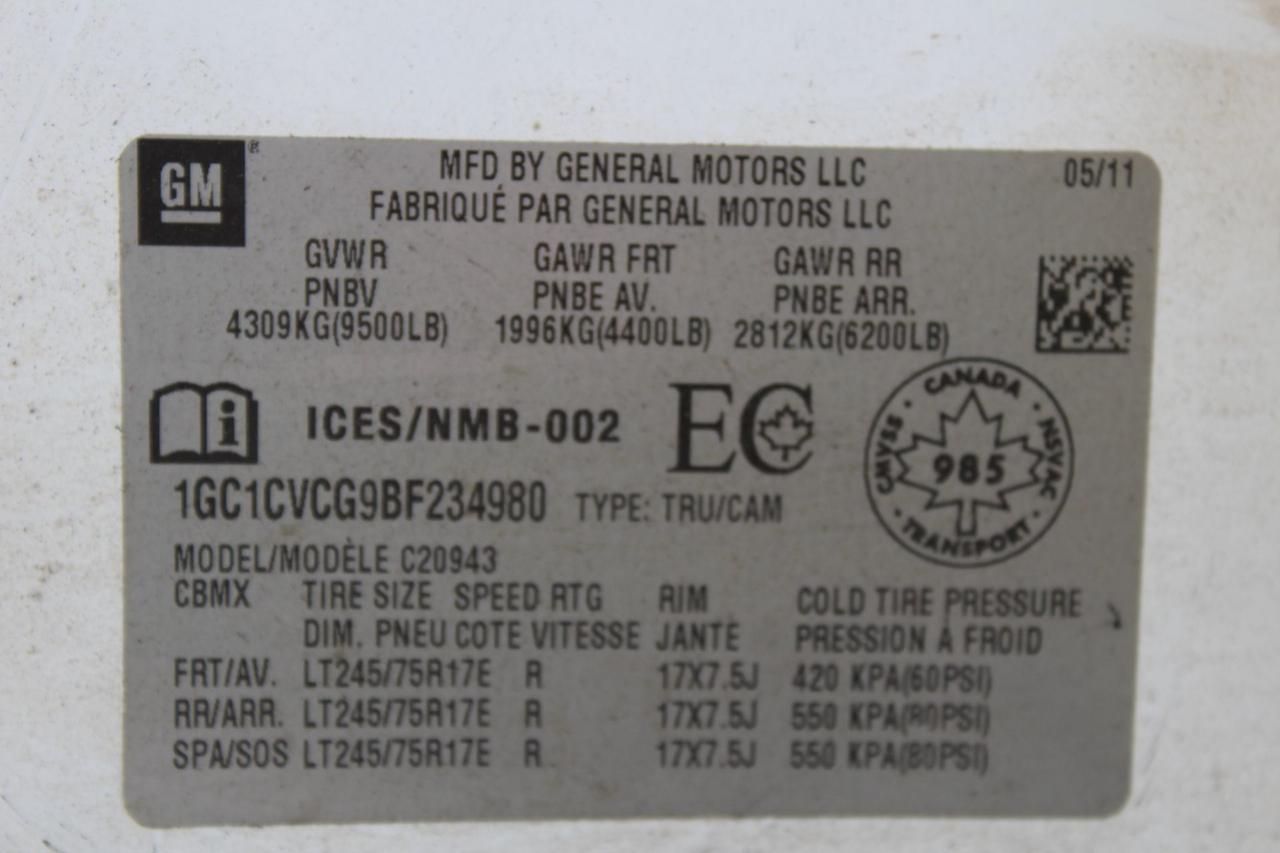 GM ®
MFD BY GENERAL MOTORS LLC 05/11
FABRIQUÉ PAR GENERAL MOTORS LLC
GVWR GAWR FRT GAWR RR
PNBV PNBE AV. PNBE ARR.
4309KG(9500LB) 1996KG(4400LB) 2812KG(6200LB)
i ICES/NMB-002 EC
CANADA
CMVSS · NSVAC
985
TRANSPORT
1GC1CVCG9BF234980 TYPE: TRU/CAM
MODEL/MODÈLE C20943
CBMX TIRE SIZE SPEED RTG RIM COLD TIRE PRESSURE
DIM. PNEU COTE VITESSE JANTE PRESSION À FROID
FRT/AV. LT245/75R17E R 17X7.5J 420 KPA(60PSI)
RR/ARR. LT245/75R17E R 17X7.5J 550 KPA(80PSI)
SPA/SOS LT245/75R17E R 17X7.5J 550 KPA(80PSI)